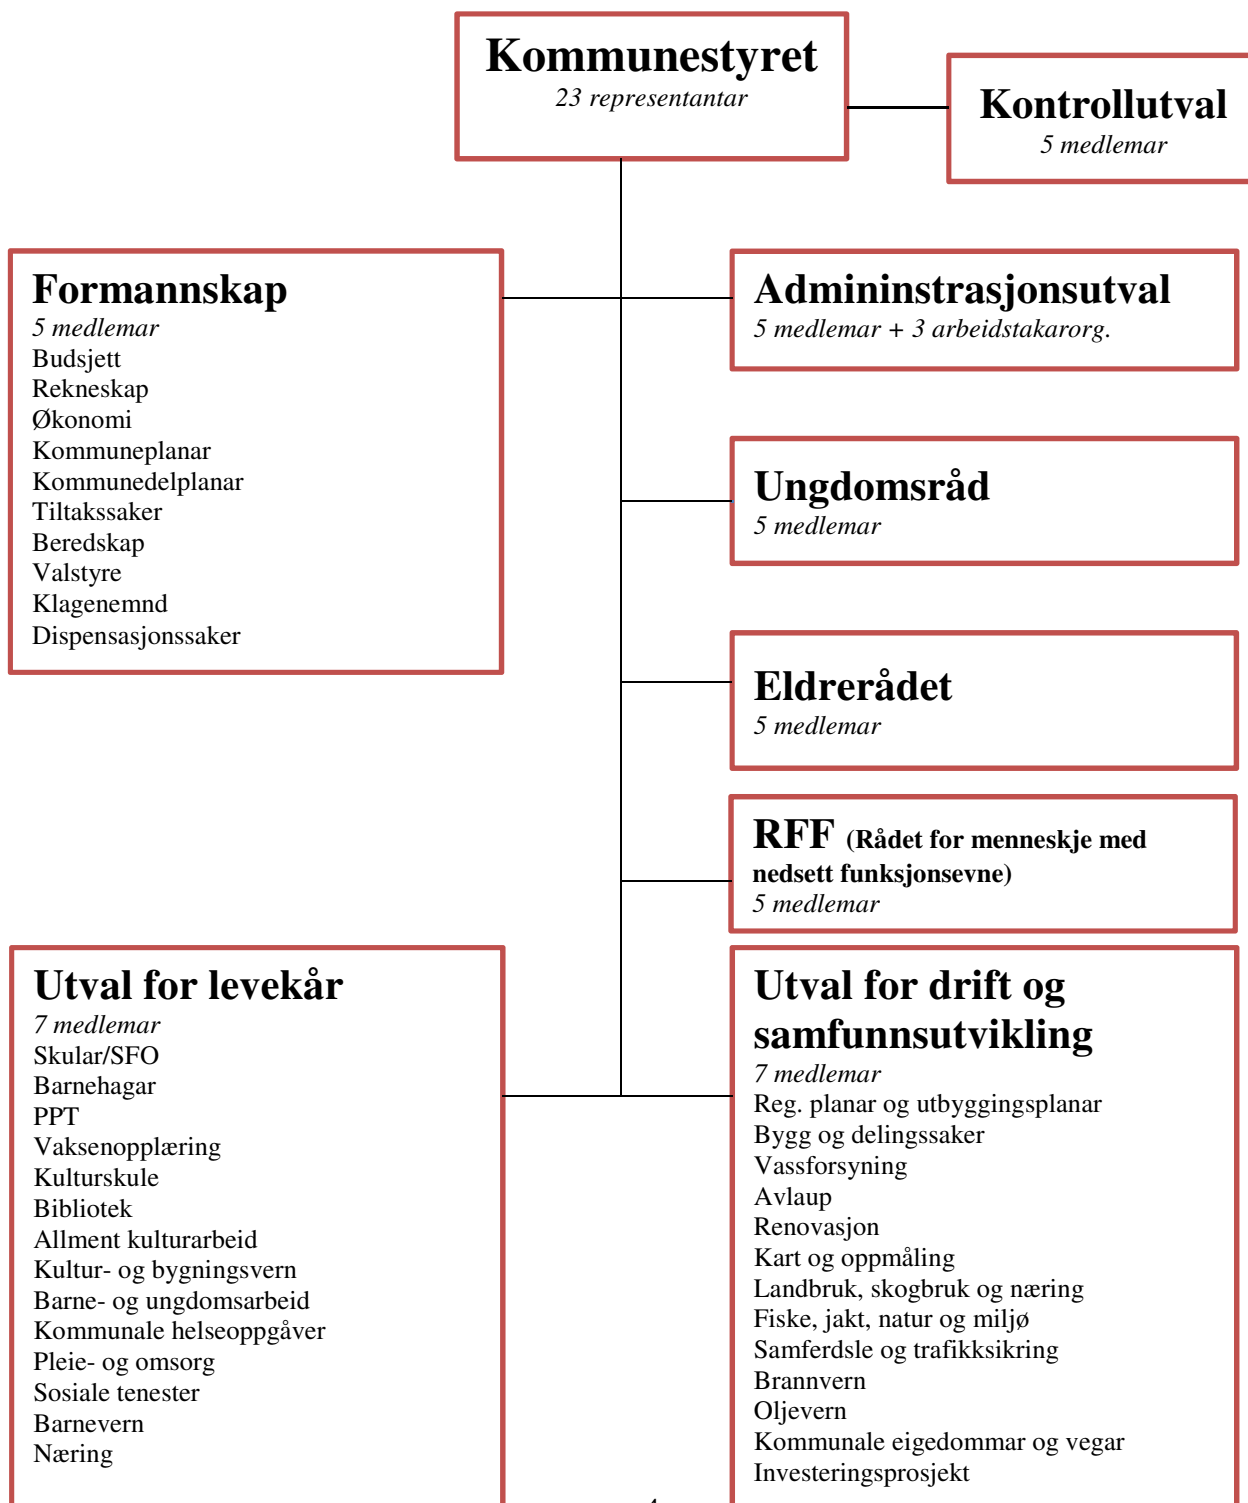 Kommunestyret
23 representantar
Kontrollutval
5 medlemar
Formannskap
5 medlemar
Budsjett
Rekneskap
Økonomi
Kommuneplanar
Kommunedelplanar
Tiltakssaker
Beredskap
Valstyre
Klagenemnd
Dispensasjonssaker
Admininstrasjonsutval
5 medlemar + 3 arbeidstakarorg.
Ungdomsråd
5 medlemar
Eldrerådet
5 medlemar
RFF (Rådet for menneskje med
nedsett funksjonsevne)
5 medlemar
Utval for levekår
7 medlemar
Skular/SFO
Barnehagar
PPT
Vaksenopplæring
Kulturskule
Bibliotek
Allment kulturarbeid
Kultur- og bygningsvern
Barne- og ungdomsarbeid
Kommunale helseoppgåver
Pleie- og omsorg
Sosiale tenester
Barnevern
Næring
Utval for drift og
samfunnsutvikling
7 medlemar
Reg. planar og utbyggingsplanar
Bygg og delingssaker
Vassforsyning
Avlaup
Renovasjon
Kart og oppmåling
Landbruk, skogbruk og næring
Fiske, jakt, natur og miljø
Samferdsle og trafikksikring
Brannvern
Oljevern
Kommunale eigedommar og vegar
Investeringsprosjekt